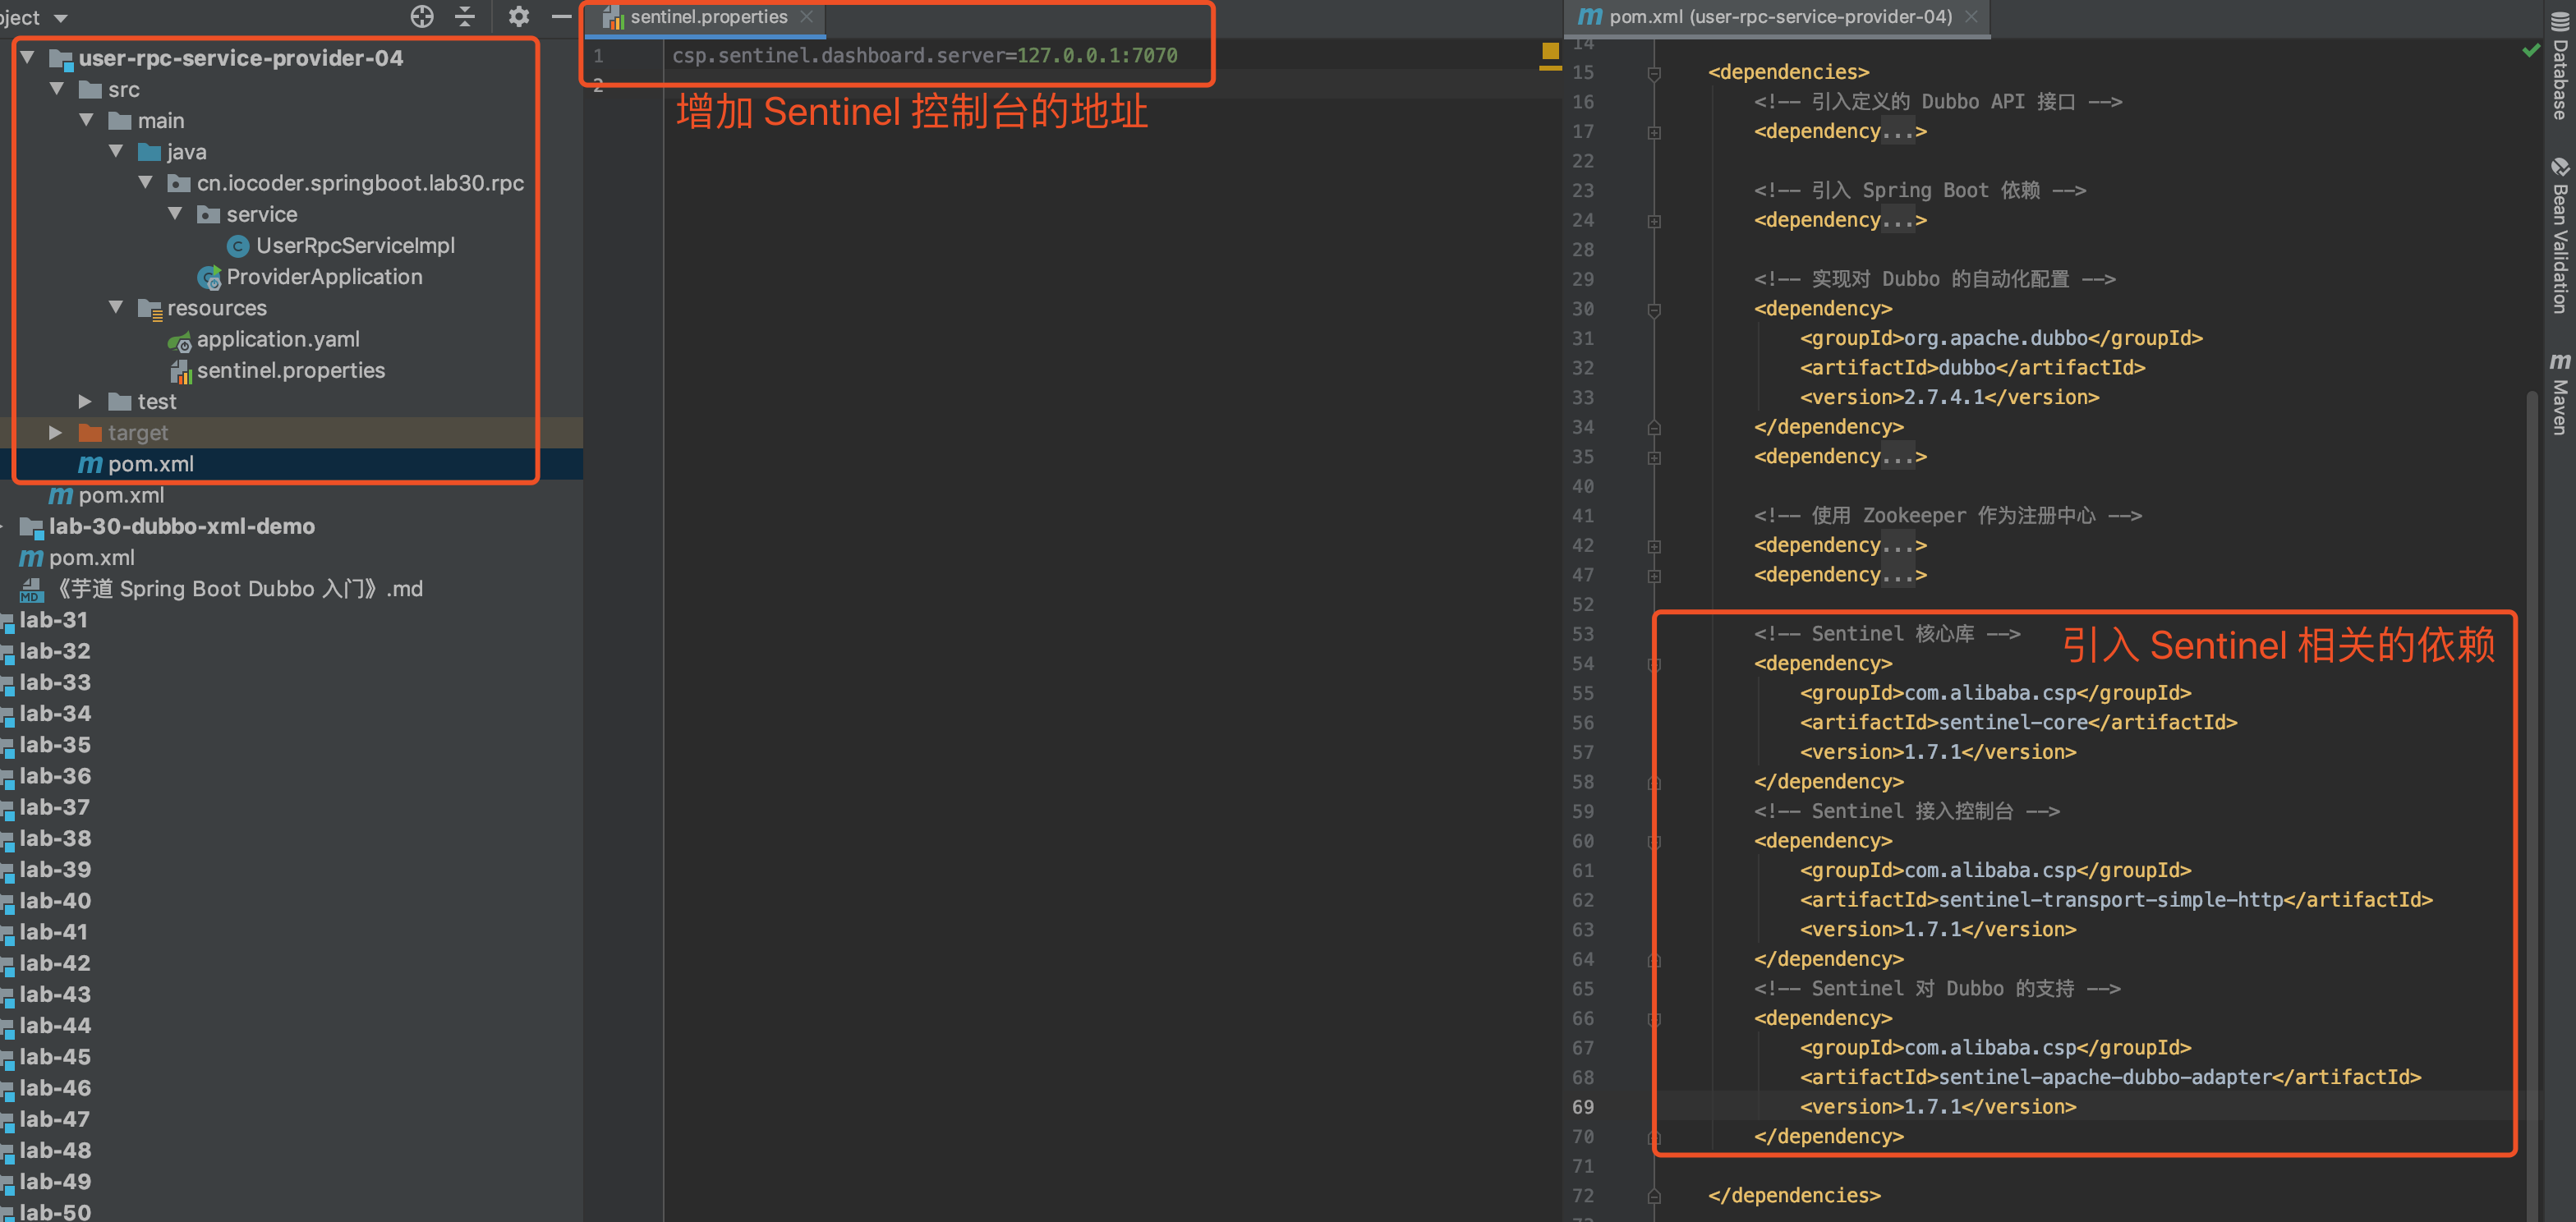 ject
user-rpc-service-provider-04
src
main
java
cn.iocoder.springboot.lab30.rpc
service
UserRpcServiceImpl
ProviderApplication
resources
application.yaml
sentinel.properties
test
target
pom.xml
pom.xml
lab-30-dubbo-xml-demo
pom.xml
《芋道 Spring Boot Dubbo 入门》.md
lab-31
lab-32
lab-33
lab-34
lab-35
lab-36
lab-37
lab-38
lab-39
lab-40
lab-41
lab-42
lab-43
lab-44
lab-45
lab-46
lab-47
lab-48
lab-49
lab-50
sentinel.properties
1 csp.sentinel.dashboard.server=127.0.0.1:7070
2
增加 Sentinel 控制台的地址
pom.xml (user-rpc-service-provider-04)
14
15 <dependencies>
16 <!-- 引入定义的 Dubbo API 接口 -->
17 <dependency...>
22
23 <!-- 引入 Spring Boot 依赖 -->
24 <dependency...>
28
29 <!-- 实现对 Dubbo 的自动化配置 -->
30 <dependency>
31 <groupId>org.apache.dubbo</groupId>
32 <artifactId>dubbo</artifactId>
33 <version>2.7.4.1</version>
34 </dependency>
35 <dependency...>
40
41 <!-- 使用 Zookeeper 作为注册中心 -->
42 <dependency...>
47 <dependency...>
52
53 <!-- Sentinel 核心库 -->
引入 Sentinel 相关的依赖
54 <dependency>
55 <groupId>com.alibaba.csp</groupId>
56 <artifactId>sentinel-core</artifactId>
57 <version>1.7.1</version>
58 </dependency>
59 <!-- Sentinel 接入控制台 -->
60 <dependency>
61 <groupId>com.alibaba.csp</groupId>
62 <artifactId>sentinel-transport-simple-http</artifactId>
63 <version>1.7.1</version>
64 </dependency>
65 <!-- Sentinel 对 Dubbo 的支持 -->
66 <dependency>
67 <groupId>com.alibaba.csp</groupId>
68 <artifactId>sentinel-apache-dubbo-adapter</artifactId>
69 <version>1.7.1</version>
70 </dependency>
71
72 </dependencies>
Database
Bean Validation
Maven